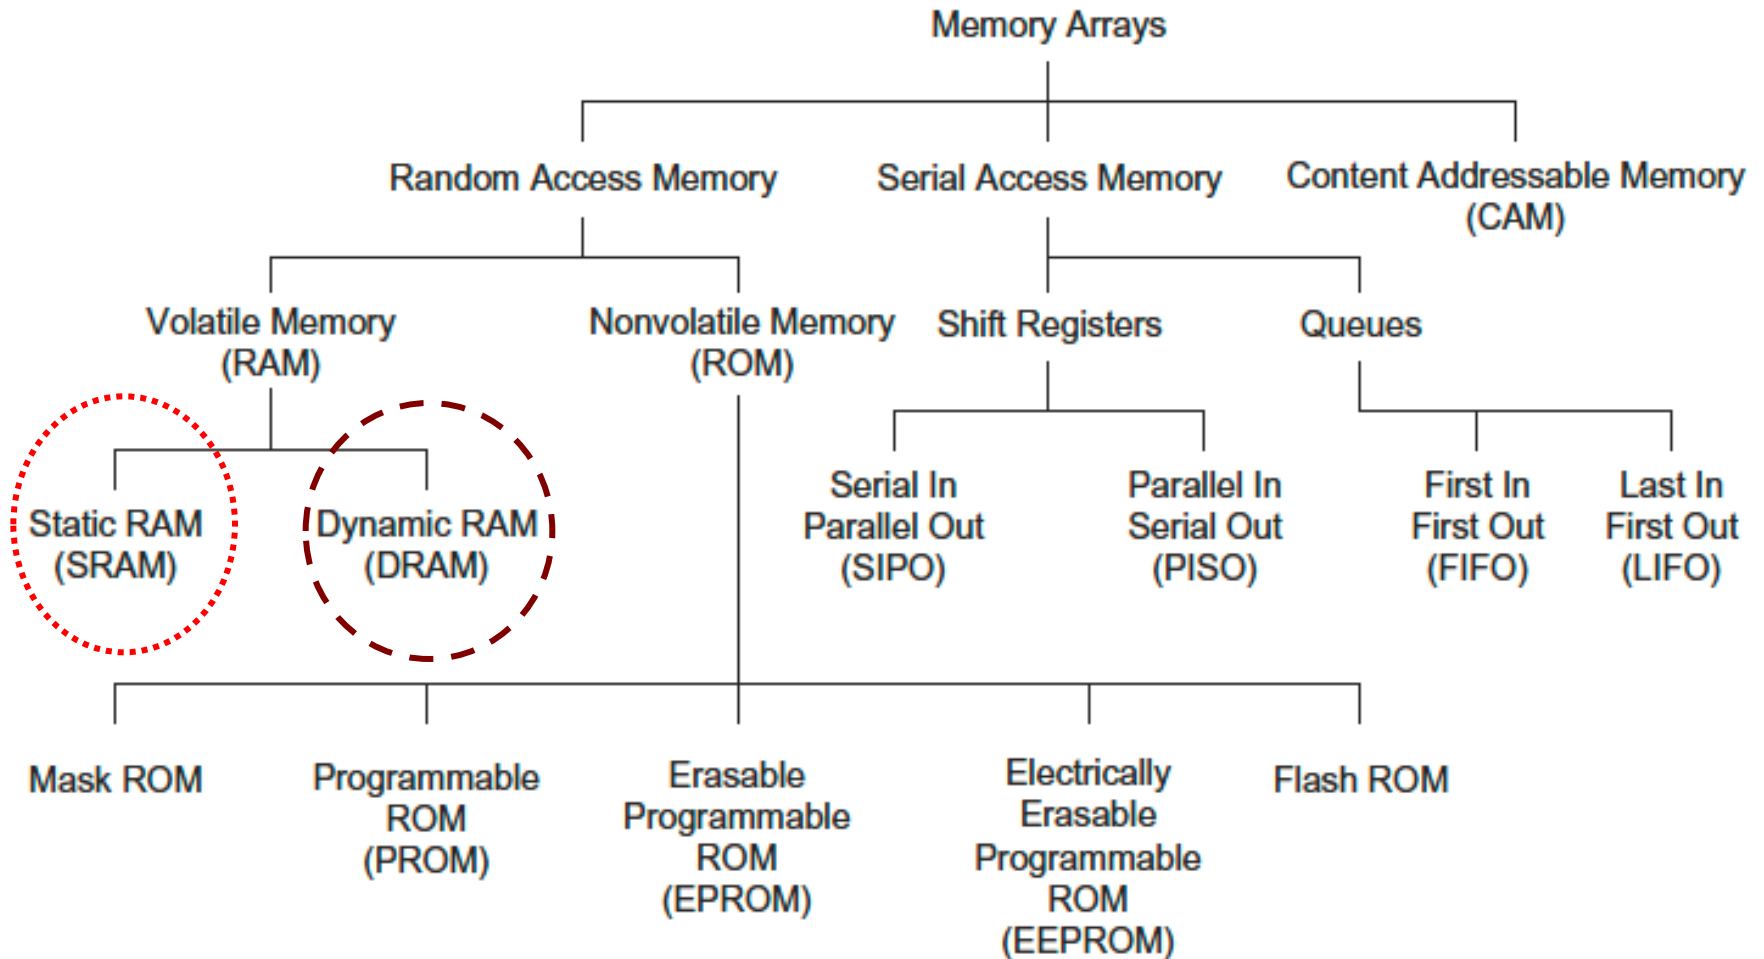 Memory Arrays
Random Access Memory
Serial Access Memory
Content Addressable Memory
(CAM)
Volatile Memory
(RAM)
Nonvolatile Memory
(ROM)
Shift Registers
Queues
Static RAM
(SRAM)
Dynamic RAM
(DRAM)
Serial In
Parallel Out
(SIPO)
Parallel In
Serial Out
(PISO)
First In
First Out
(FIFO)
Last In
First Out
(LIFO)
Mask ROM
Programmable
ROM
(PROM)
Erasable
Programmable
ROM
(EPROM)
Electrically
Erasable
Programmable
ROM
(EEPROM)
Flash ROM